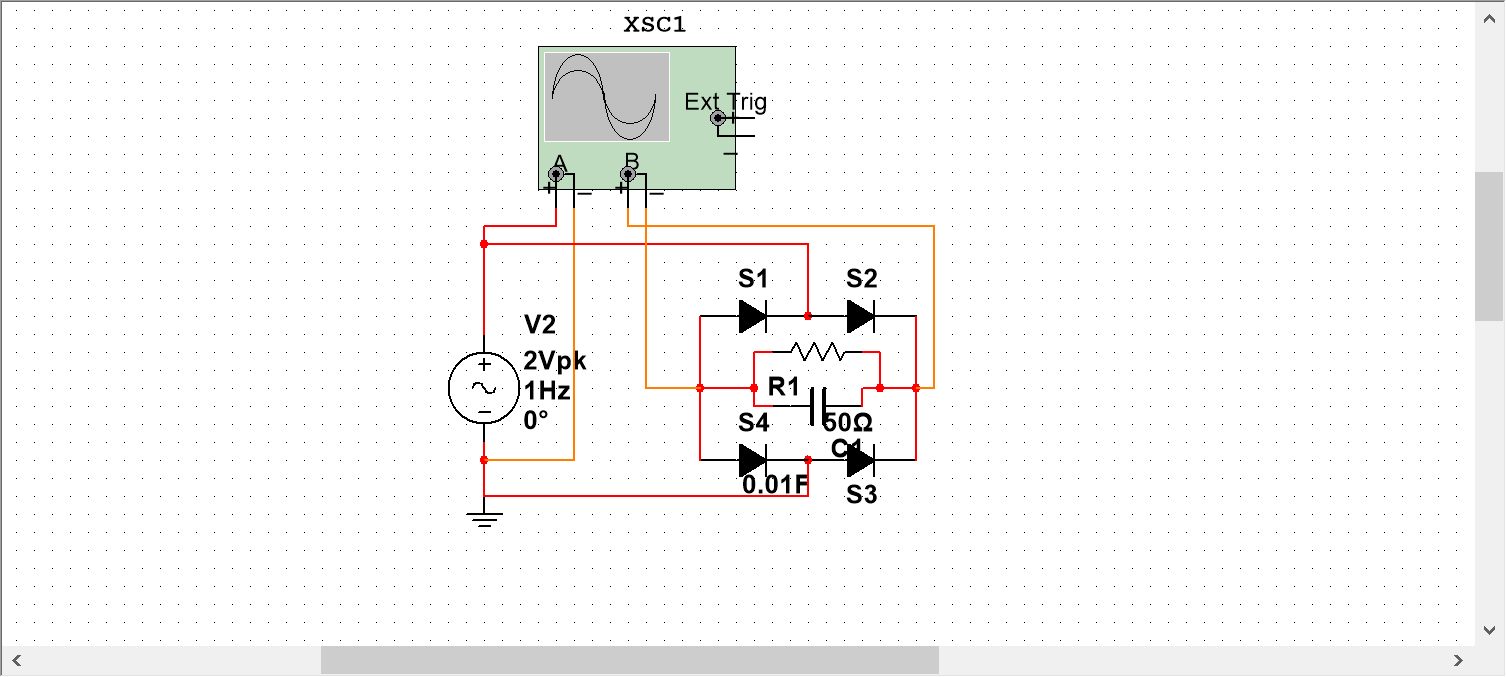 XSC1
Ext Trig
A
B
S1
S2
V2
2Vpk
1Hz
0°
R1
S4
50Ω
C1
0.01F
S3